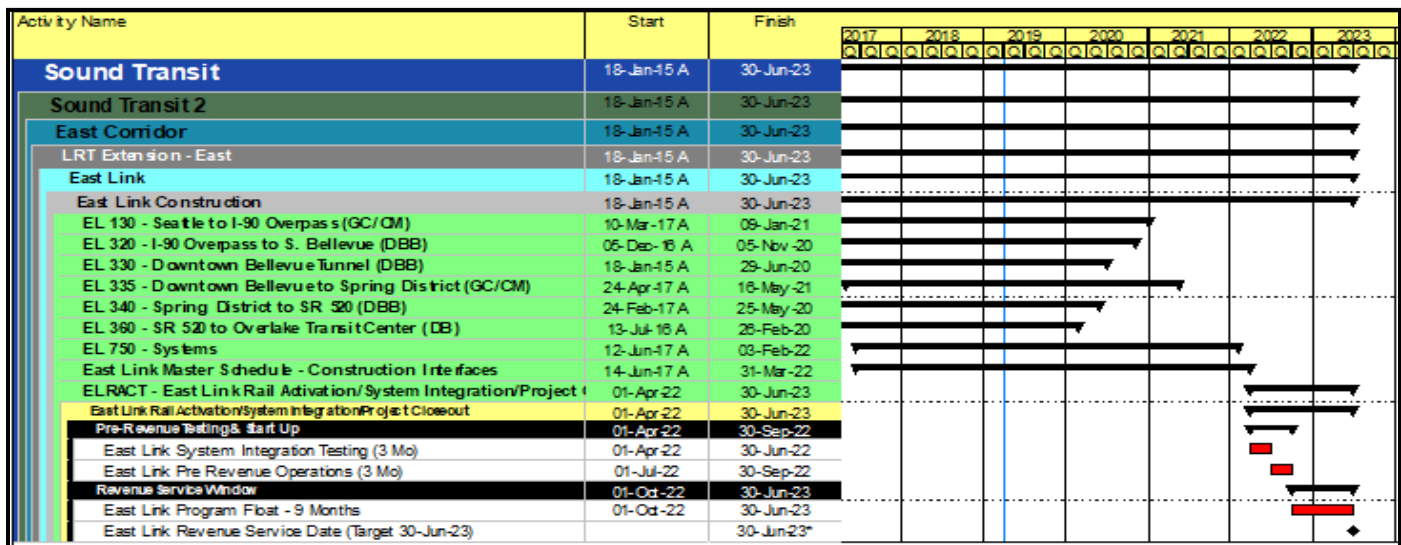 Activity Name Start Finish
2017 2018 2019 2020 2021 2022 2023
Q Q Q Q Q Q Q Q Q Q Q Q Q Q Q Q Q Q Q Q Q Q Q Q Q Q Q
Sound Transit 18-Jan-15 A 30-Jun-23
Sound Transit 2 18-Jan-15 A 30-Jun-23
East Corridor 18-Jan-15 A 30-Jun-23
LRT Extension - East 18-Jan-15 A 30-Jun-23
East Link 18-Jan-15 A 30-Jun-23
East Link Construction 18-Jan-15 A 30-Jun-23
EL 130 - Seattle to I-90 Overpass (GC/CM) 10-Mar-17 A 09-Jan-21
EL 320 - I-90 Overpass to S. Bellevue (DBB) 05-Dec-16 A 05-Nov-20
EL 330 - Downtown Bellevue Tunnel (DBB) 18-Jan-15 A 29-Jun-20
EL 335 - Downtown Bellevue to Spring District (GC/CM) 24-Apr-17 A 16-May-21
EL 340 - Spring District to SR 520 (DBB) 24-Feb-17 A 25-May-20
EL 360 - SR 520 to Overlake Transit Center (DB) 13-Jul-16 A 26-Feb-20
EL 750 - Systems 12-Jun-17 A 03-Feb-22
East Link Master Schedule - Construction Interfaces 14-Jun-17 A 31-Mar-22
ELRACT - East Link Rail Activation/System Integration/Project 01-Apr-22 30-Jun-23
East Link Rail Activation/System Integration/Project Closeout 01-Apr-22 30-Jun-23
Pre-Revenue Testing & Start Up 01-Apr-22 30-Sep-22
East Link System Integration Testing (3 Mo) 01-Apr-22 30-Jun-22
East Link Pre Revenue Operations (3 Mo) 01-Jul-22 30-Sep-22
Revenue Service Window 01-Oct-22 30-Jun-23
East Link Program Float - 9 Months 01-Oct-22 30-Jun-23
East Link Revenue Service Date (Target 30-Jun-23) 30-Jun-23*